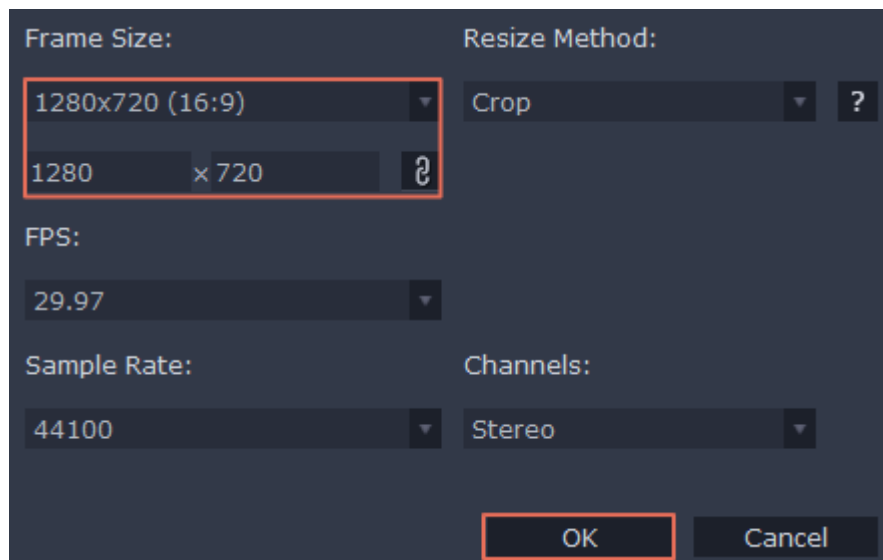 Frame Size: Resize Method:
1280x720 (16:9) Crop ?
1280 × 720
FPS:
29.97
Sample Rate: Channels:
44100 Stereo
OK Cancel